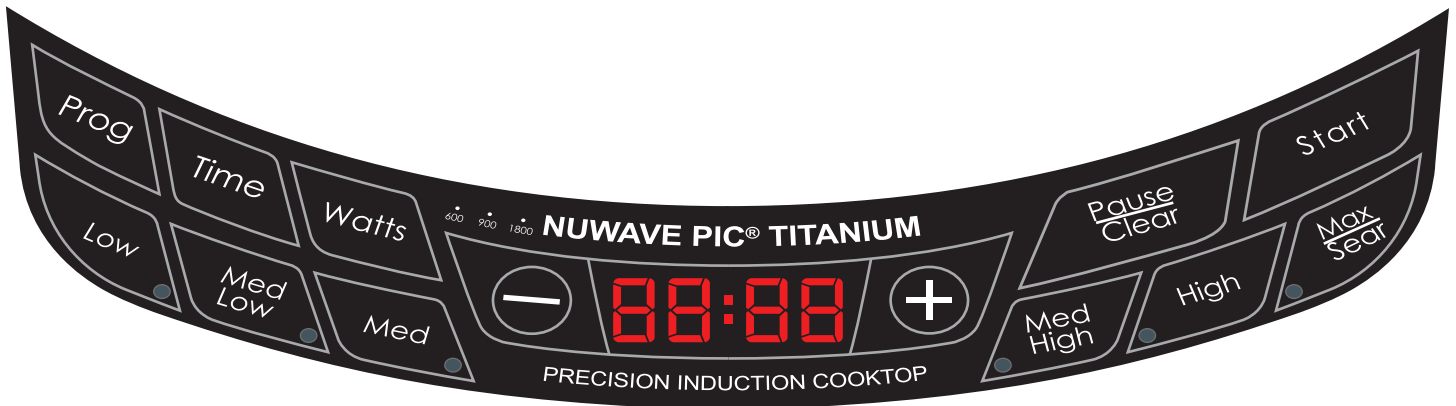 Prog
Time
Watts
600 900 1800
NUWAVE PIC® TITANIUM
Pause
Clear
Start
Low
Med
Low
Med
−
88:88
+
Med
High
High
Max
Sear
PRECISION INDUCTION COOKTOP